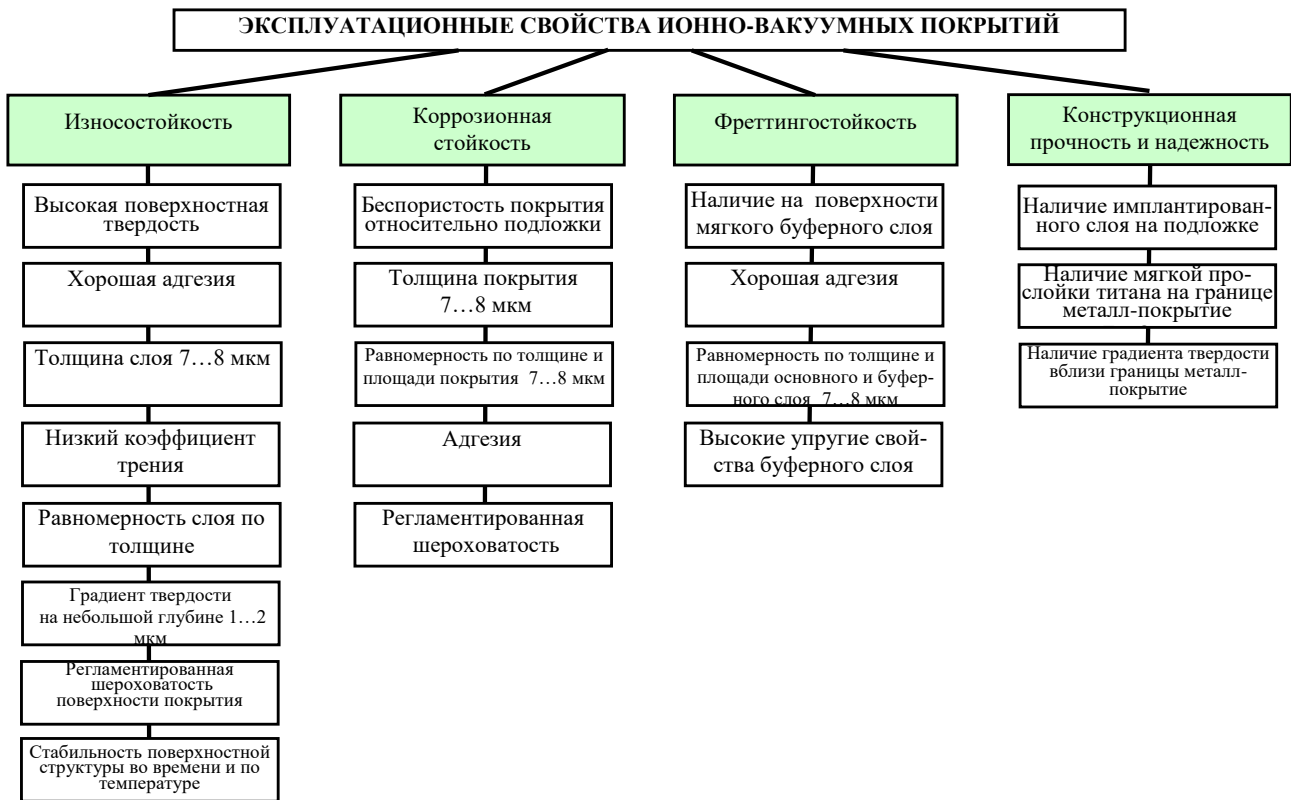 ЭКСПЛУАТАЦИОННЫЕ СВОЙСТВА ИОННО-ВАКУУМНЫХ ПОКРЫТИЙ
Износостойкость
Высокая поверхностная
твердость
Хорошая адгезия
Толщина слоя 7…8 мкм
Низкий коэффициент
трения
Равномерность слоя по
толщине
Градиент твердости
на небольшой глубине 1…2
мкм
Регламентированная
шероховатость
поверхности покрытия
Стабильность поверхностной
структуры во времени и по
температуре
Коррозионная
стойкость
Беспористость покрытия
относительно подложки
Толщина покрытия
7…8 мкм
Равномерность по толщине и
площади покрытия 7…8 мкм
Адгезия
Регламентированная
шероховатость
Фреттингостойкость
Наличие на поверхности
мягкого буферного слоя
Хорошая адгезия
Равномерность по толщине и
площади основного и буфер-
ного слоя 7…8 мкм
Высокие упругие свой-
ства буферного слоя
Конструкционная
прочность и надежность
Наличие имплантирован-
ного слоя на подложке
Наличие мягкой про-
слойки титана на границе
металл-покрытие
Наличие градиента твердости
вблизи границы металл-
покрытие